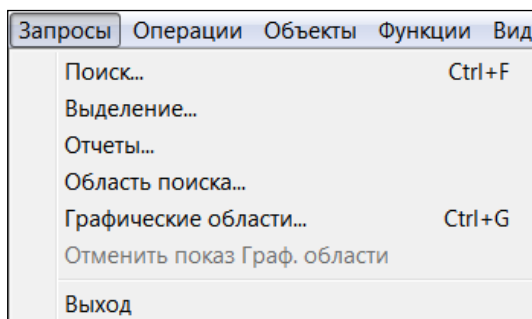 Запросы Операции Объекты Функции Вид
Поиск... Ctrl+F
Выделение...
Отчеты...
Область поиска...
Графические области... Ctrl+G
Отменить показ Граф. области
Выход